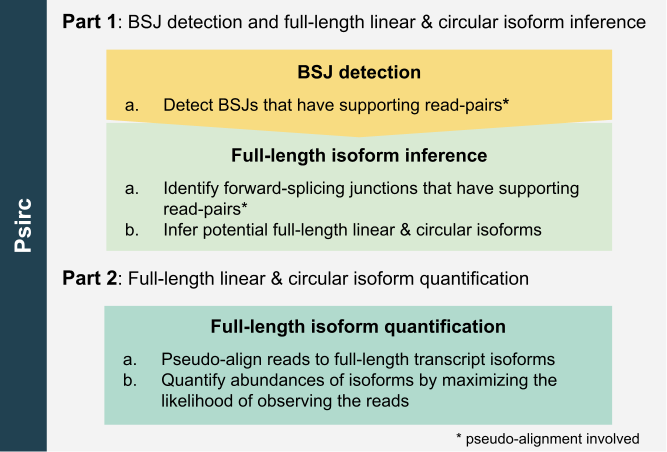 Psirc
Part 1: BSJ detection and full-length linear & circular isoform inference
BSJ detection
a. Detect BSJs that have supporting read-pairs*
Full-length isoform inference
a. Identify forward-splicing junctions that have supporting
read-pairs*
b. Infer potential full-length linear & circular isoforms
Part 2: Full-length linear & circular isoform quantification
Full-length isoform quantification
a. Pseudo-align reads to full-length transcript isoforms
b. Quantify abundances of isoforms by maximizing the
likelihood of observing the reads
* pseudo-alignment involved